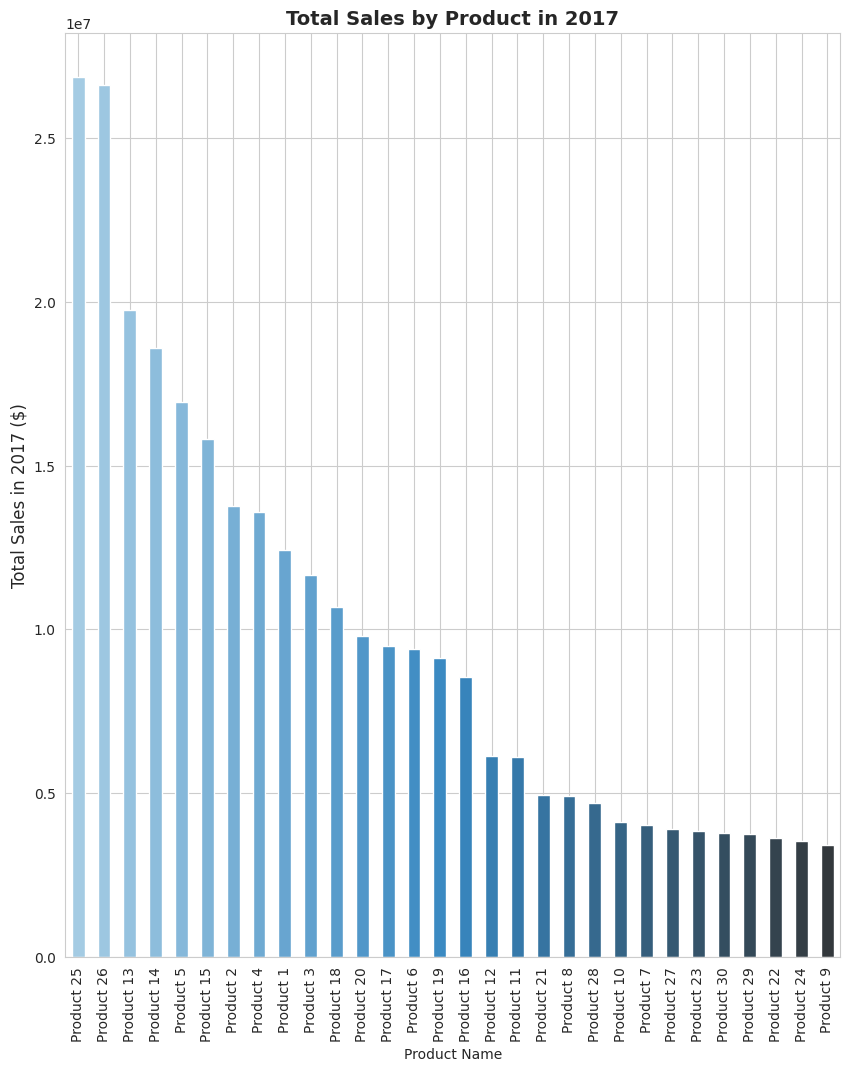 Total Sales by Product in 2017
1e7
2.5
2.0
1.5
1.0
0.5
0.0
Total Sales in 2017 ($)
Product 25
Product 26
Product 13
Product 14
Product 5
Product 15
Product 2
Product 4
Product 1
Product 3
Product 18
Product 20
Product 17
Product 6
Product 19
Product 16
Product 12
Product 11
Product 21
Product 8
Product 28
Product 10
Product 7
Product 27
Product 23
Product 30
Product 29
Product 22
Product 24
Product 9
Product Name